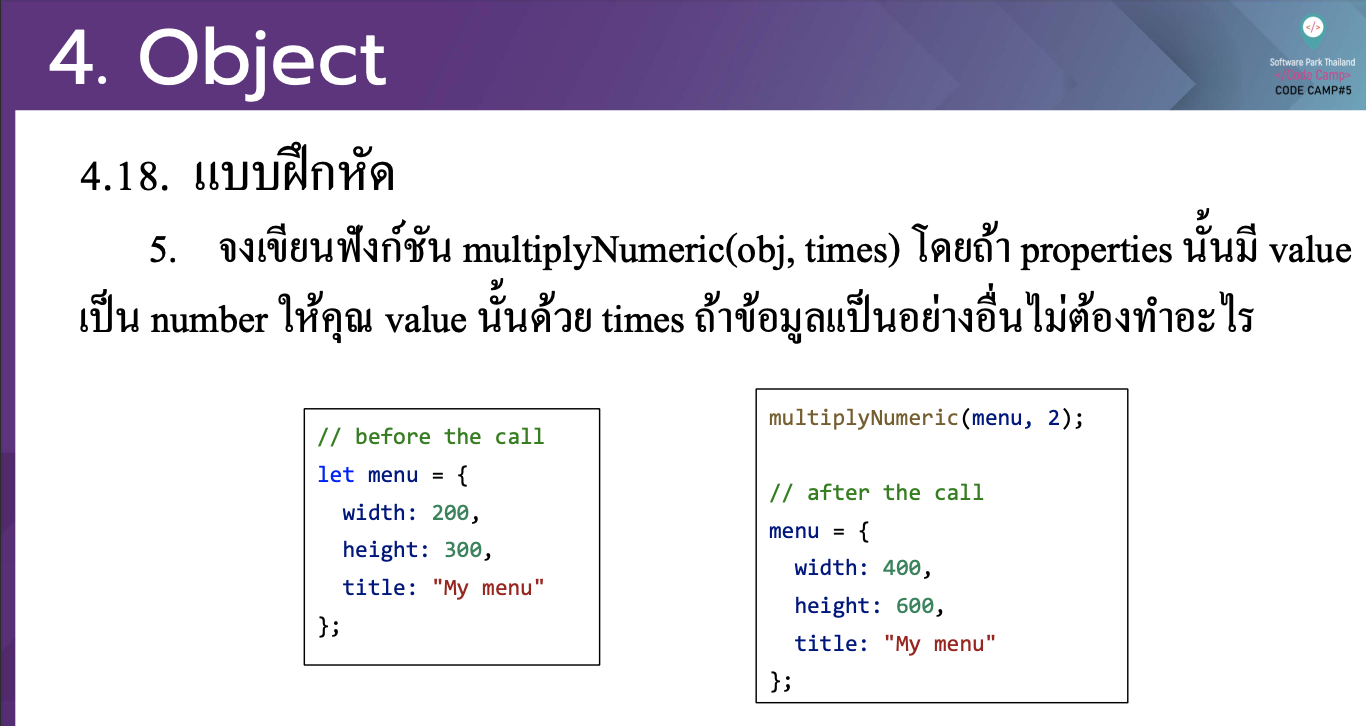 4. Object
</>
Software Park Thailand
</Code Camp>
CODE CAMP#5
4.18. แบบฝึกหัด
5. จงเขียนฟังก์ชัน multiplyNumeric(obj, times) โดยถ้า properties นั้นมี value
เป็น number ให้คุณ value นั้นด้วย times ถ้าข้อมูลแป็นอย่างอื่นไม่ต้องทำอะไร
// before the call
let menu = {
  width: 200,
  height: 300,
  title: "My menu"
};
multiplyNumeric(menu, 2);
// after the call
menu = {
  width: 400,
  height: 600,
  title: "My menu"
};